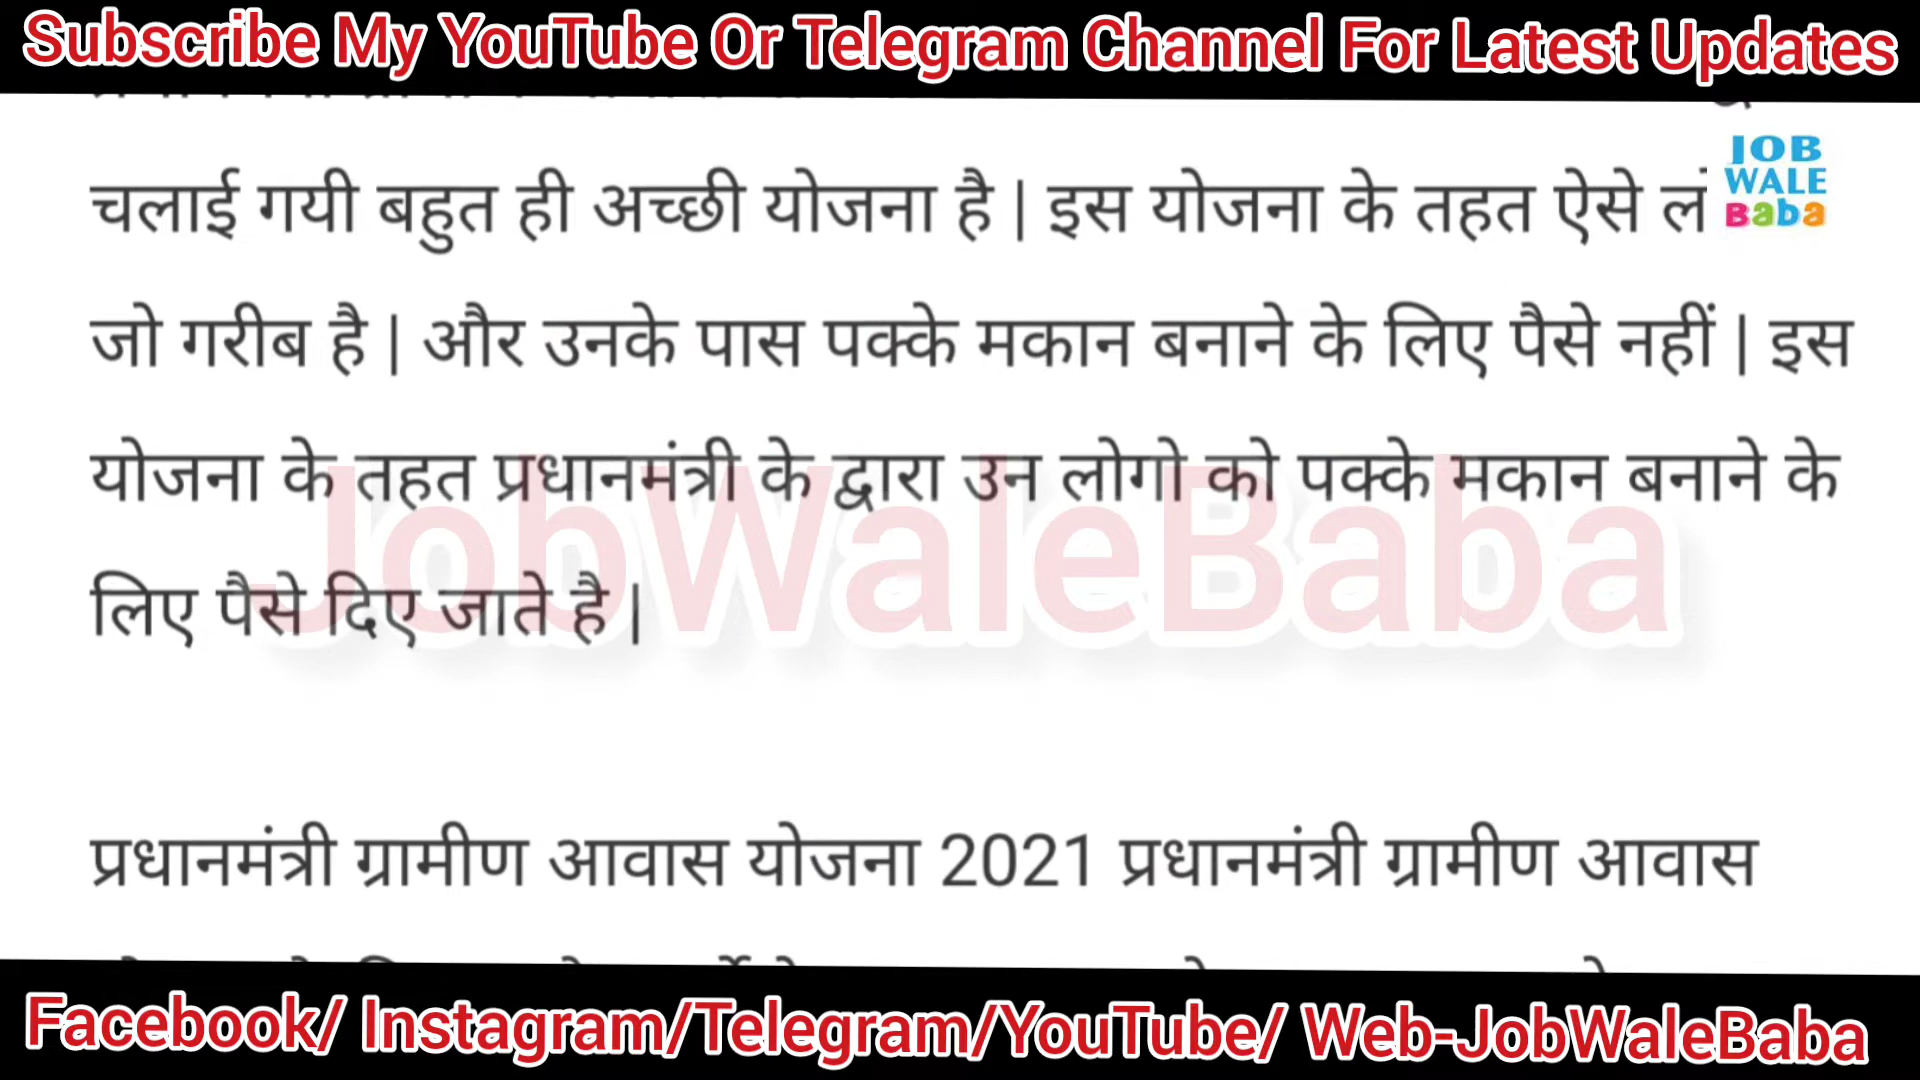 Subscribe My YouTube Or Telegram Channel For Latest Updates
JOB
WALE
Baba
चलाई गयी बहुत ही अच्छी योजना है | इस योजना के तहत ऐसे
जो गरीब है | और उनके पास पक्के मकान बनाने के लिए पैसे नहीं | इस
योजना के तहत प्रधानमंत्री के द्वारा उन लोगो को पक्के मकान बनाने के
JobWaleBaba
लिए पैसे दिए जाते है |
प्रधानमंत्री ग्रामीण आवास योजना 2021 प्रधानमंत्री ग्रामीण आवास
Facebook/ Instagram/Telegram/YouTube/ Web-JobWaleBaba